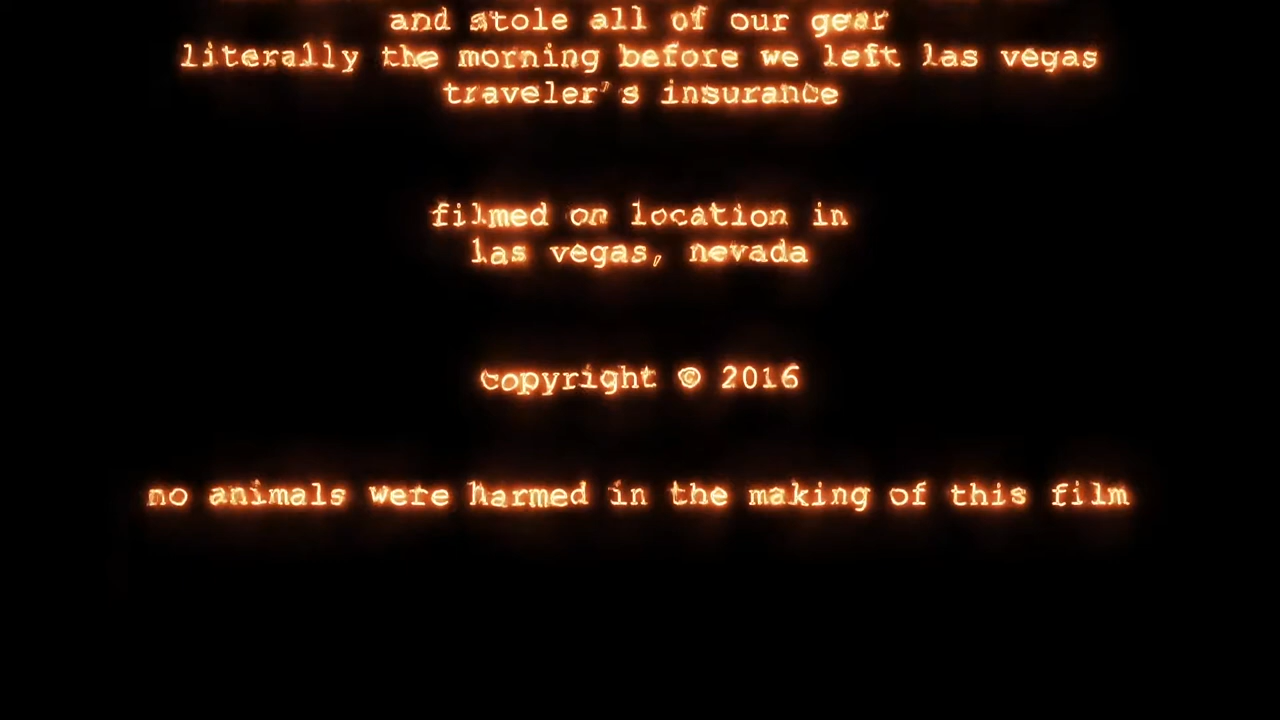 and stole all of our gear
literally the morning before we left las vegas
traveler's insurance
filmed on location in
las vegas, nevada
copyright © 2016
no animals were harmed in the making of this film